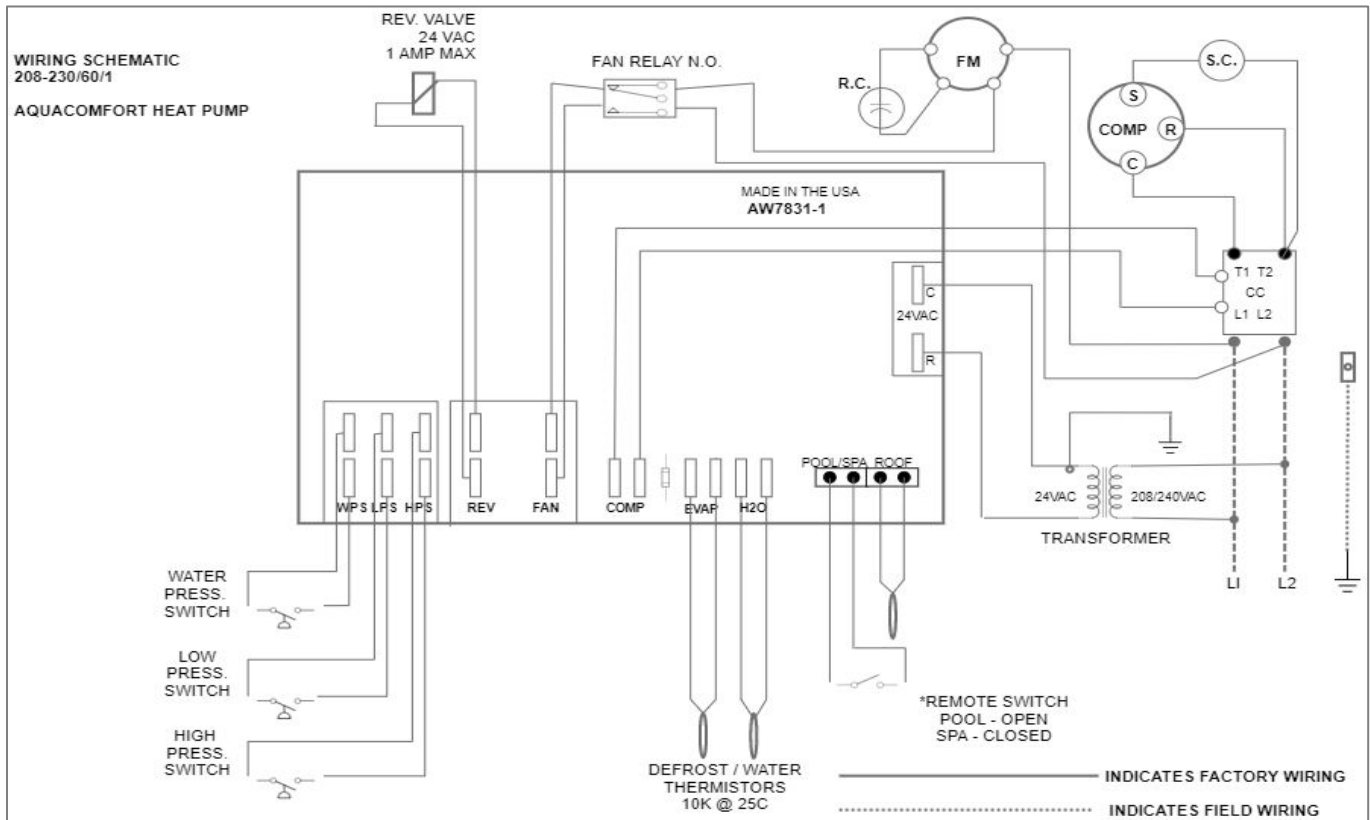 WIRING SCHEMATIC
208-230/60/1
AQUACOMFORT HEAT PUMP
REV. VALVE
24 VAC
1 AMP MAX
FAN RELAY N.O.
R.C.
FM
S.C.
S
COMP
R
C
MADE IN THE USA
AW7831-1
T1 T2
CC
L1 L2
C
24VAC
R
WPS LPS HPS
REV
FAN
COMP
EVAP
H2O
POOL/SPA
ROOF
24VAC
208/240VAC
TRANSFORMER
LI
L2
WATER
PRESS.
SWITCH
LOW
PRESS.
SWITCH
HIGH
PRESS.
SWITCH
DEFROST / WATER
THERMISTORS
10K @ 25C
*REMOTE SWITCH
POOL - OPEN
SPA - CLOSED
INDICATES FACTORY WIRING
INDICATES FIELD WIRING